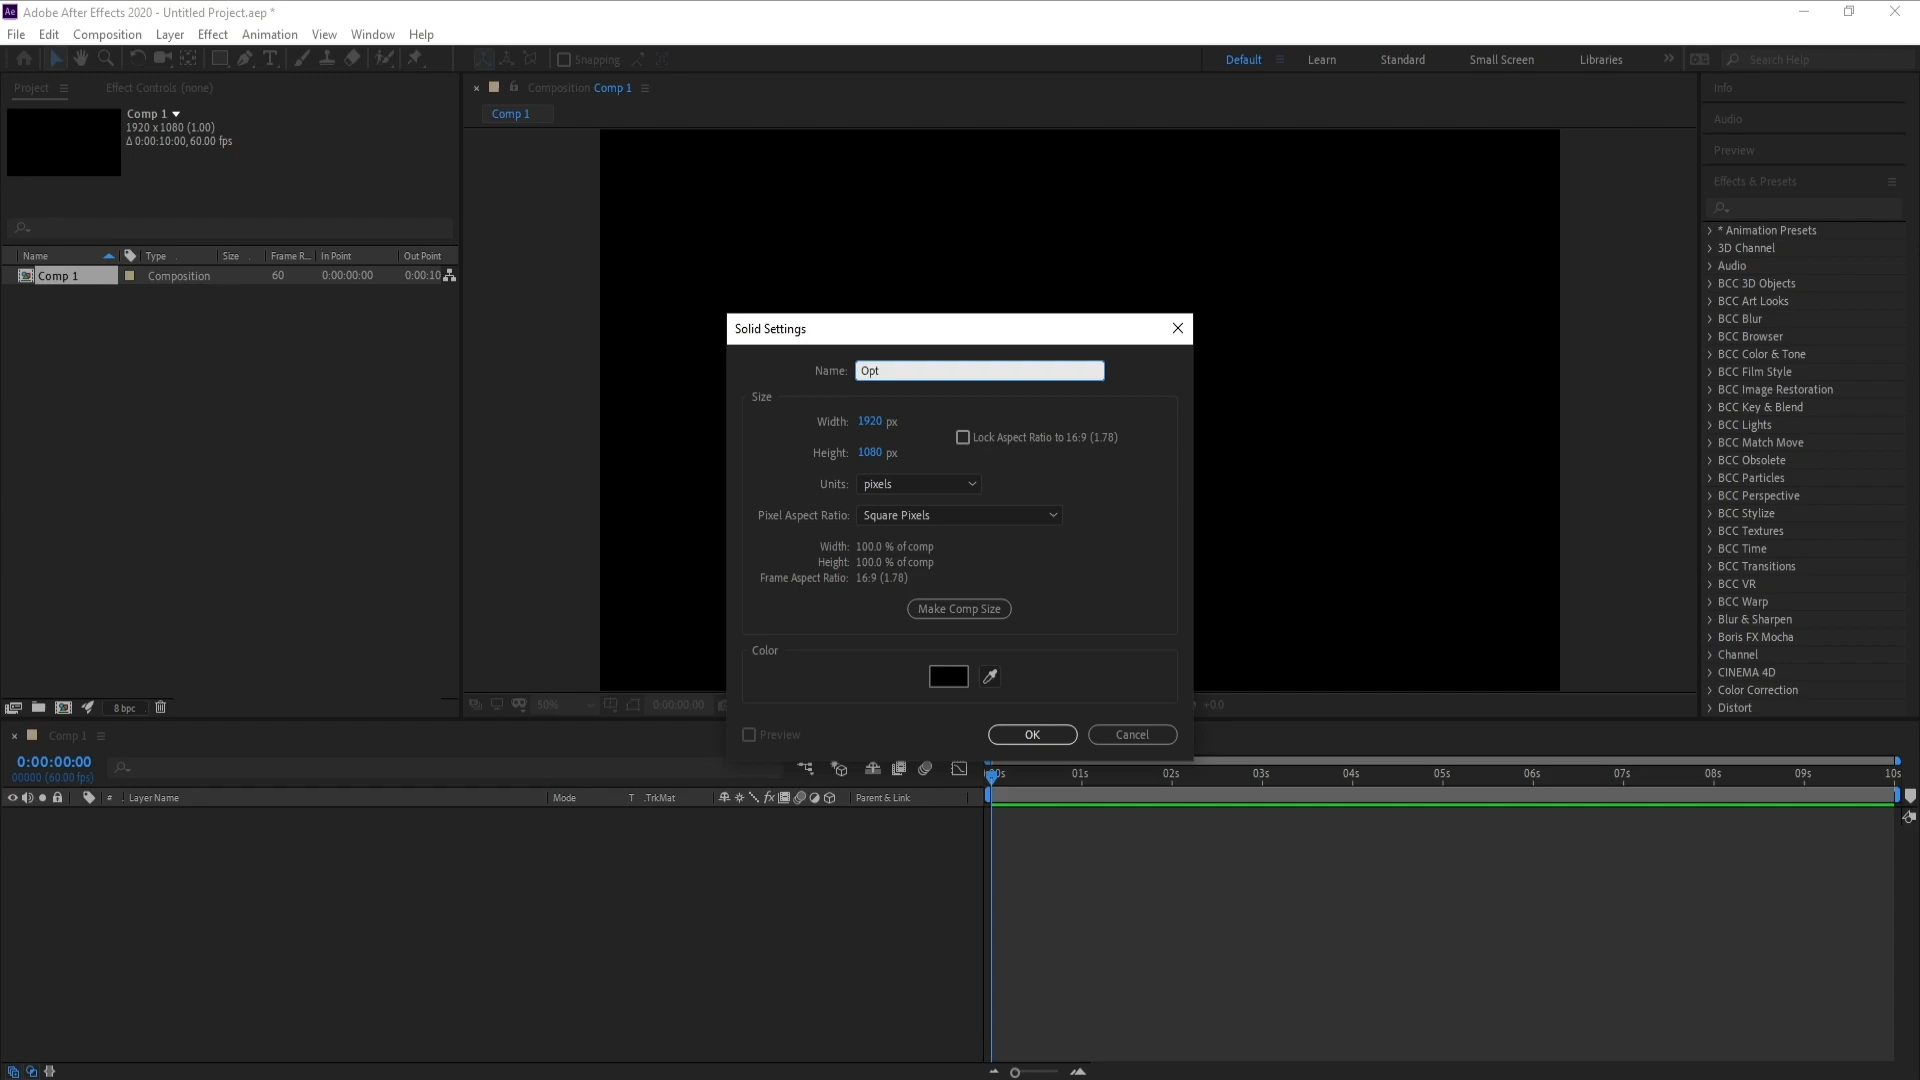 Ae Adobe After Effects 2020 - Untitled Project.aep *
File Edit Composition Layer Effect Animation View Window Help
Snapping Default Learn Standard Small Screen Libraries Search Help
Project Effect Controls (none)
Comp 1
1920 x 1080 (1.00)
Δ 0:00:10:00, 60.00 fps
Name Type Size Frame R... In Point Out Point
Comp 1 Composition 60 0:00:00:00 0:00:10
8 bpc
Composition Comp 1
Comp 1
50% 0:00:00:00 +0.0
Solid Settings
Name: Opt
Size
Width: 1920 px
Lock Aspect Ratio to 16:9 (1.78)
Height: 1080 px
Units: pixels
Pixel Aspect Ratio: Square Pixels
Width: 100.0 % of comp
Height: 100.0 % of comp
Frame Aspect Ratio: 16:9 (1.78)
Make Comp Size
Color
Preview OK Cancel
Info
Audio
Preview
Effects & Presets
* Animation Presets
3D Channel
Audio
BCC 3D Objects
BCC Art Looks
BCC Blur
BCC Browser
BCC Color & Tone
BCC Film Style
BCC Image Restoration
BCC Key & Blend
BCC Lights
BCC Match Move
BCC Obsolete
BCC Particles
BCC Perspective
BCC Stylize
BCC Textures
BCC Time
BCC Transitions
BCC VR
BCC Warp
Blur & Sharpen
Boris FX Mocha
Channel
CINEMA 4D
Color Correction
Distort
Comp 1
0:00:00:00
00000 (60.00 fps)
# Layer Name Mode T .TrkMat fx Parent & Link
01s 02s 03s 04s 05s 06s 07s 08s 09s 10s